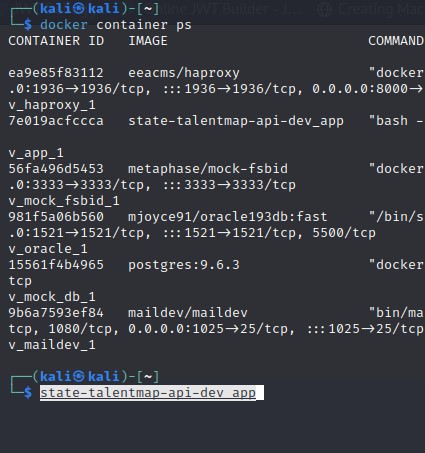 (kali㉿kali)-[~]
$ docker container ps
CONTAINER ID IMAGE COMMAND
ea9e85f83112 eeacms/haproxy "docker
.0:1936→1936/tcp, :::1936→1936/tcp, 0.0.0.0:8000→
v_haproxy_1
7e019acfccca state-talentmap-api-dev_app "bash -
v_app_1
56fa496d5453 metaphase/mock-fsbid "docker
.0:3333→3333/tcp, :::3333→3333/tcp
v_mock_fsbid_1
981f5a06b560 mjoyce91/oracle193db:fast "/bin/s
.0:1521→1521/tcp, :::1521→1521/tcp, 5500/tcp
v_oracle_1
15561f4b4965 postgres:9.6.3 "docker
tcp
v_mock_db_1
9b6a7593ef84 maildev/maildev "bin/ma
tcp, 1080/tcp, 0.0.0.0:1025→25/tcp, :::1025→25/tcp
v_maildev_1
(kali㉿kali)-[~]
$ state-talentmap-api-dev_app